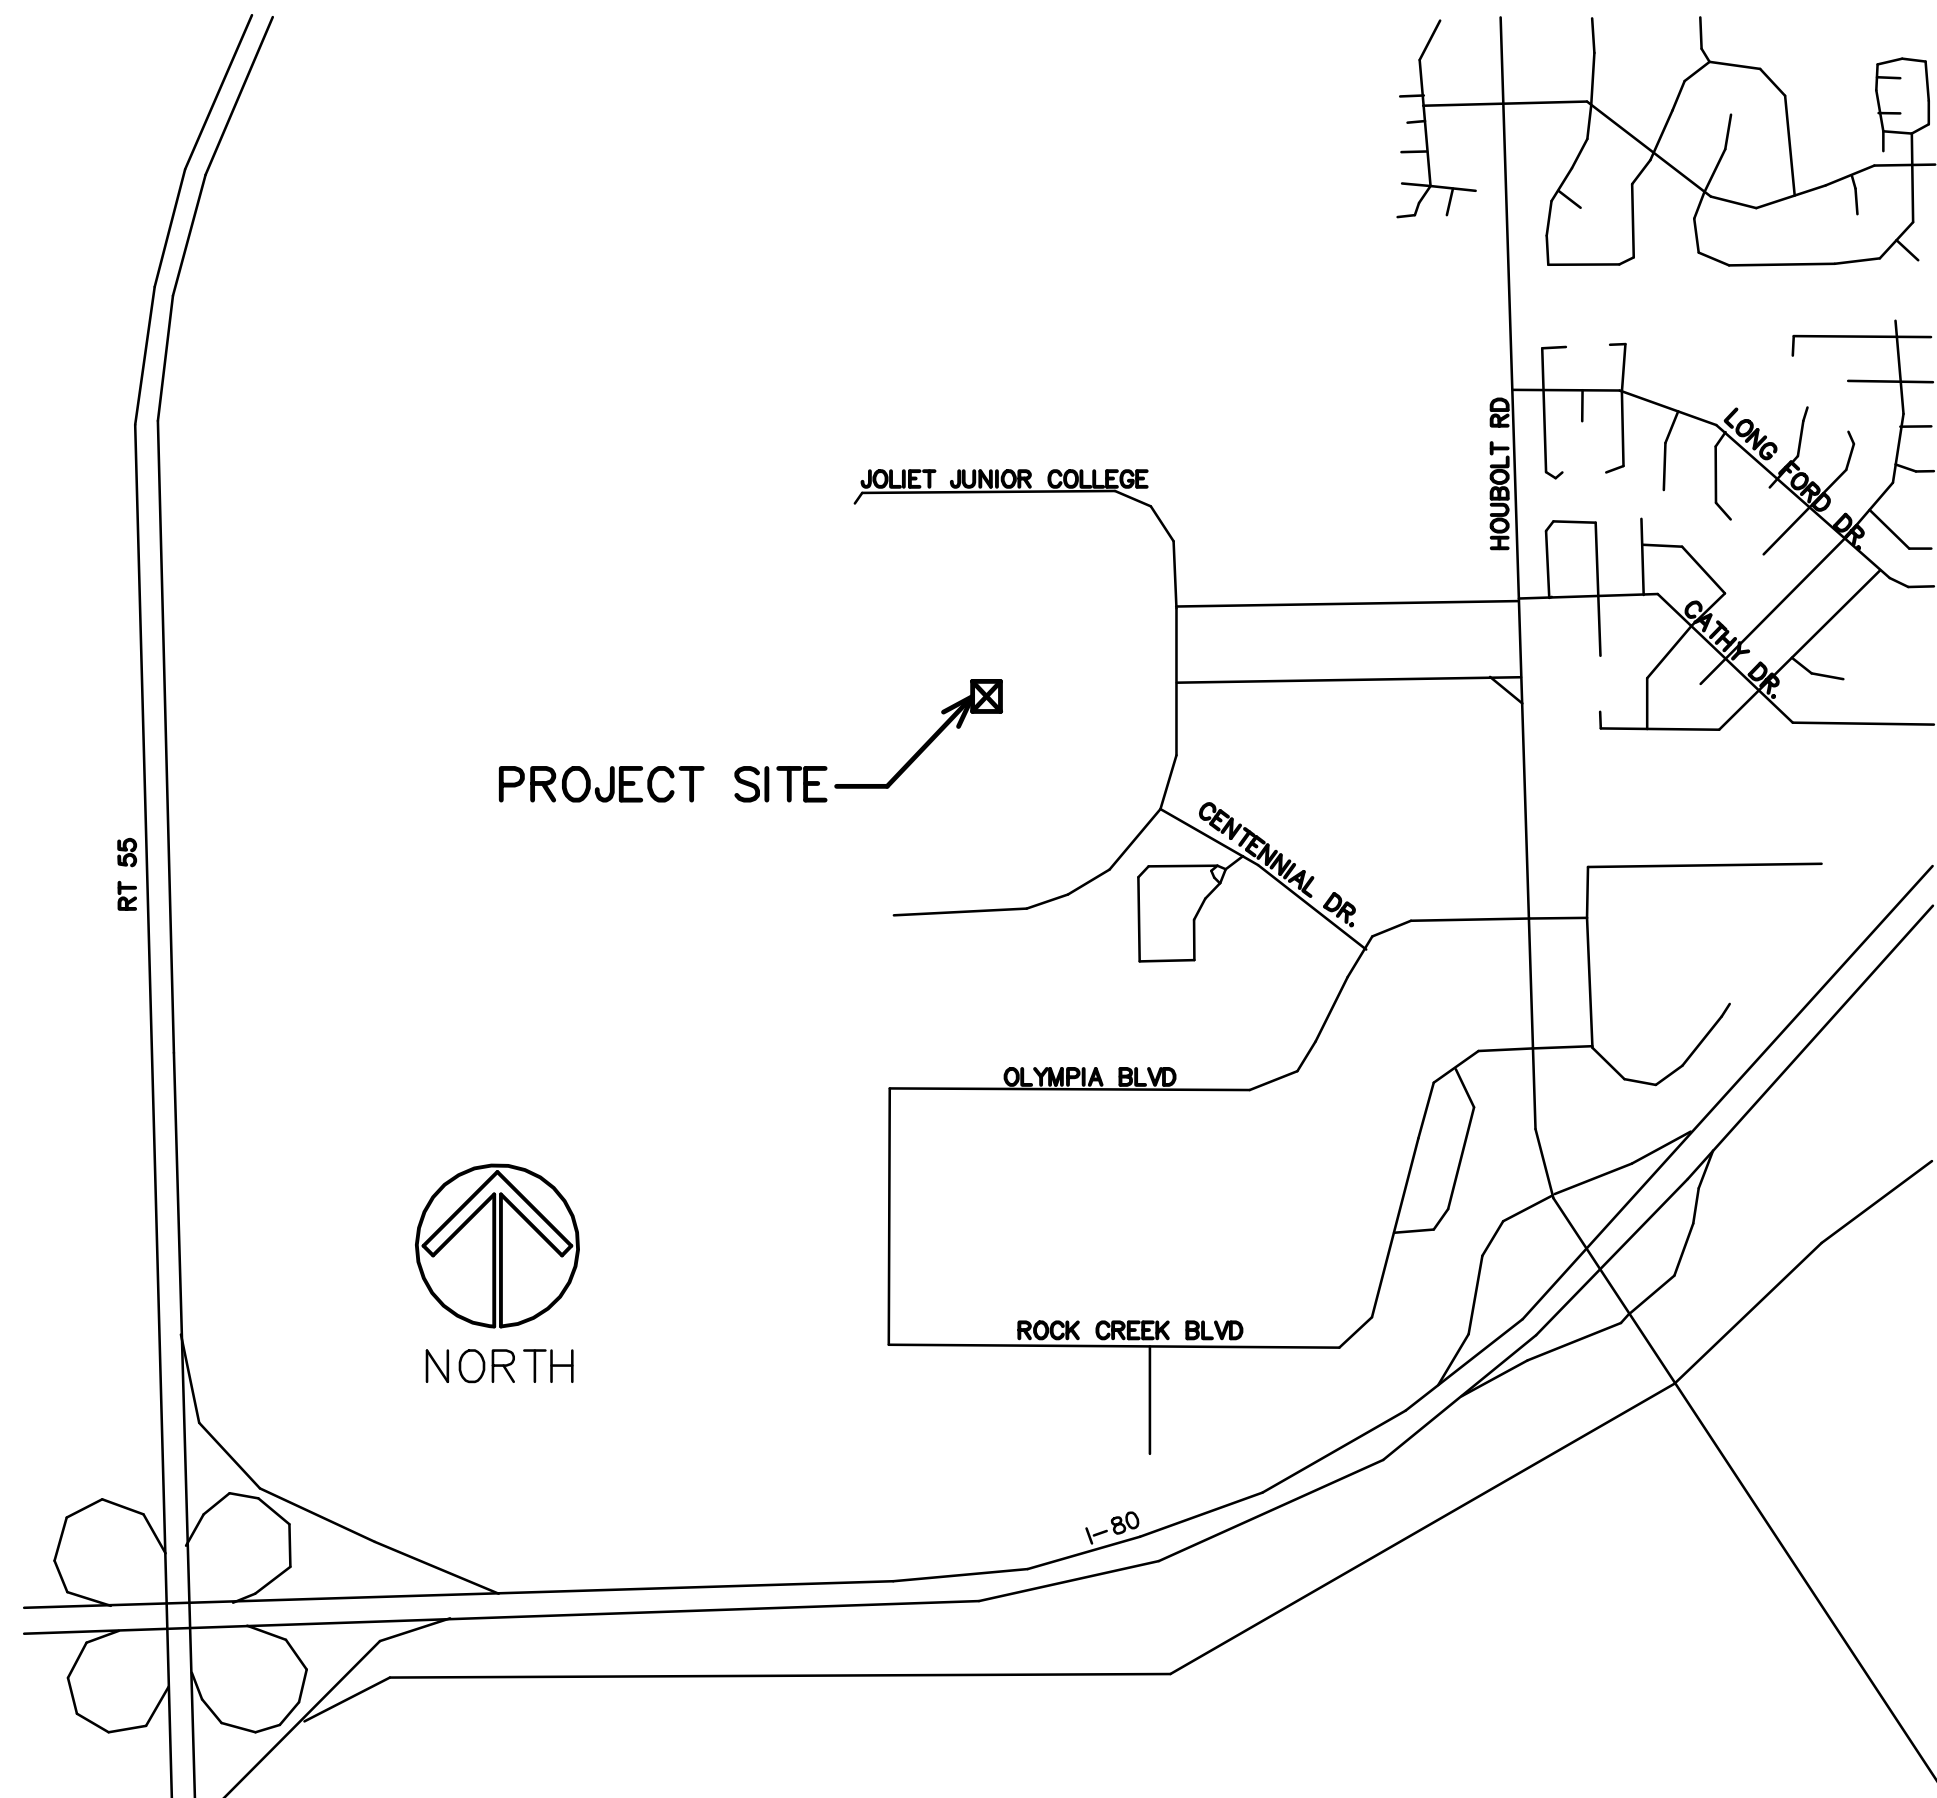 HOUBOLT RD
LONG FORD DR.
JOLIET JUNIOR COLLEGE
CATHY DR.
PROJECT SITE
CENTENNIAL DR.
RT 55
OLYMPIA BLVD
ROCK CREEK BLVD
NORTH
I-80